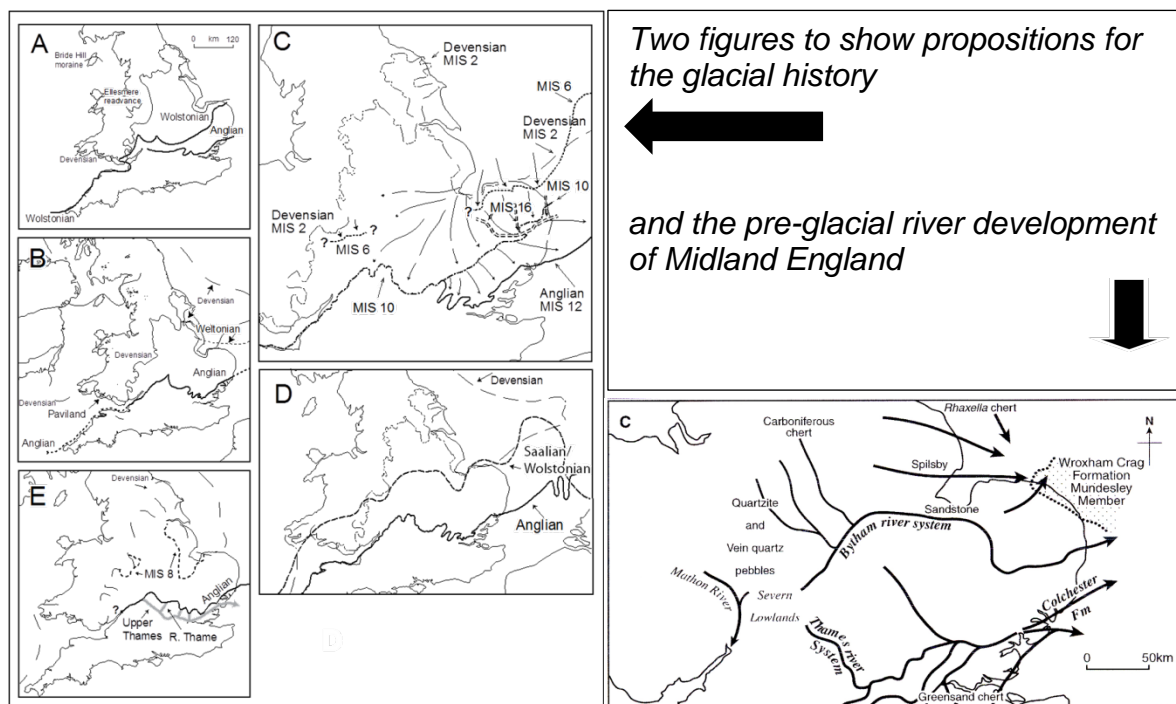 A
0 km 120
Bride Hill
moraine
Ellesmere
readvance
Wolstonian
Anglian
Devensian
Wolstonian
B
Devensian
Weltonian
Devensian
Anglian
Devensian
Paviland
Anglian
E
Devensian
MIS 8
Anglian
?
Upper
Thames
R. Thame
C
Devensian
MIS 2
MIS 6
Devensian
MIS 2
MIS 10
MIS 16
?
Devensian
MIS 2
?
?
MIS 6
MIS 10
Anglian
MIS 12
D
Devensian
Saalian/
Wolstonian
Anglian
Two figures to show propositions for
the glacial history
and the pre-glacial river development
of Midland England
C
Rhaxella chert
N
Carboniferous
chert
Spilsby
Sandstone
Wroxham Crag
Formation
Mundesley
Member
Quartzite
and
Vein quartz
pebbles
Bytham river system
Mathon River
Severn
Lowlands
Thames river
System
Colchester
Fm
0 50km
Greensand chert